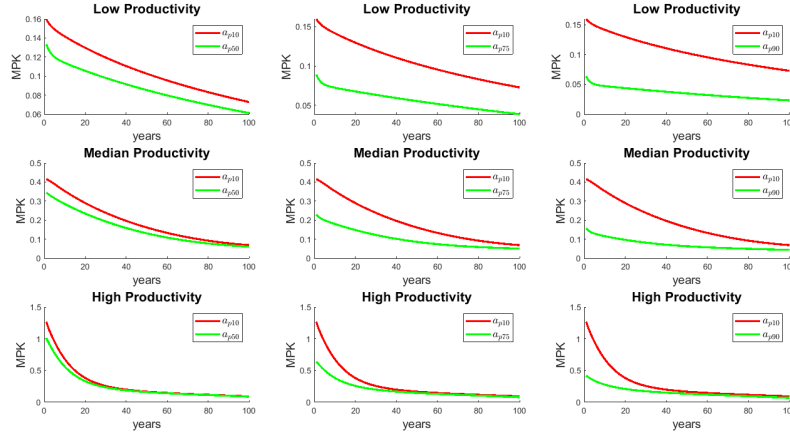 Low Productivity
0.16
0.14
0.12
0.1
0.08
0.06
MPK
0 20 40 60 80 100
years
a_{p10}
a_{p50}
Low Productivity
0.15
0.1
0.05
MPK
0 20 40 60 80 100
years
a_{p10}
a_{p75}
Low Productivity
0.15
0.1
0.05
0
MPK
0 20 40 60 80 100
years
a_{p10}
a_{p90}
Median Productivity
0.5
0.4
0.3
0.2
0.1
0
MPK
0 20 40 60 80 100
years
a_{p10}
a_{p50}
Median Productivity
0.5
0.4
0.3
0.2
0.1
0
MPK
0 20 40 60 80 100
years
a_{p10}
a_{p75}
Median Productivity
0.5
0.4
0.3
0.2
0.1
0
MPK
0 20 40 60 80 100
years
a_{p10}
a_{p90}
High Productivity
1.5
1
0.5
0
MPK
0 20 40 60 80 100
years
a_{p10}
a_{p50}
High Productivity
1.5
1
0.5
0
MPK
0 20 40 60 80 100
years
a_{p10}
a_{p75}
High Productivity
1.5
1
0.5
0
MPK
0 20 40 60 80 100
years
a_{p10}
a_{p90}